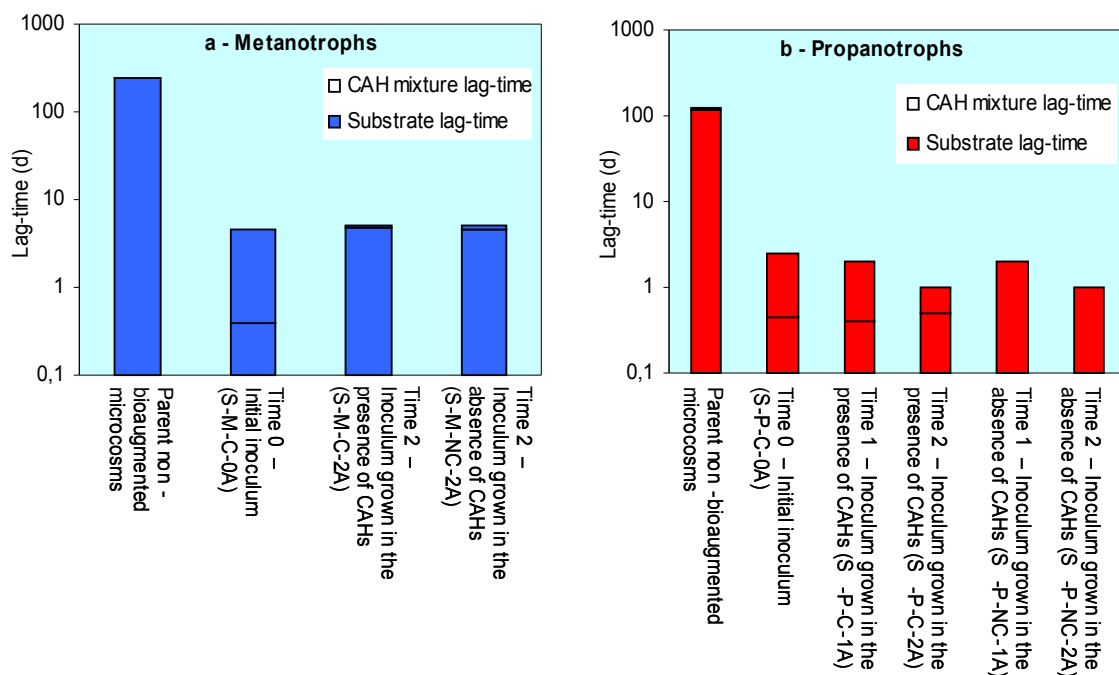 a - Metanotrophs
CAH mixture lag-time
Substrate lag-time
Lag-time (d)
1000
100
10
1
0,1
Parent non -
bioaugmented
microcosms
Time 0 –
Initial inoculum
(S-M-C-0A)
Time 2 –
Inoculum grown in the
presence of CAHs
(S-M-C-2A)
Time 2 –
Inoculum grown in the
absence of CAHs
(S-M-NC-2A)
b - Propanotrophs
CAH mixture lag-time
Substrate lag-time
Lag-time (d)
1000
100
10
1
0,1
Parent non -bioaugmented
microcosms
Time 0 – Initial inoculum
(S-P-C-0A)
Time 1 – Inoculum grown in the
presence of CAHs (S -P-C-1A)
Time 2 – Inoculum grown in the
presence of CAHs (S -P-C-2A)
Time 1 – Inoculum grown in the
absence of CAHs (S -P-NC-1A)
Time 2 – Inoculum grown in the
absence of CAHs (S -P-NC-2A)